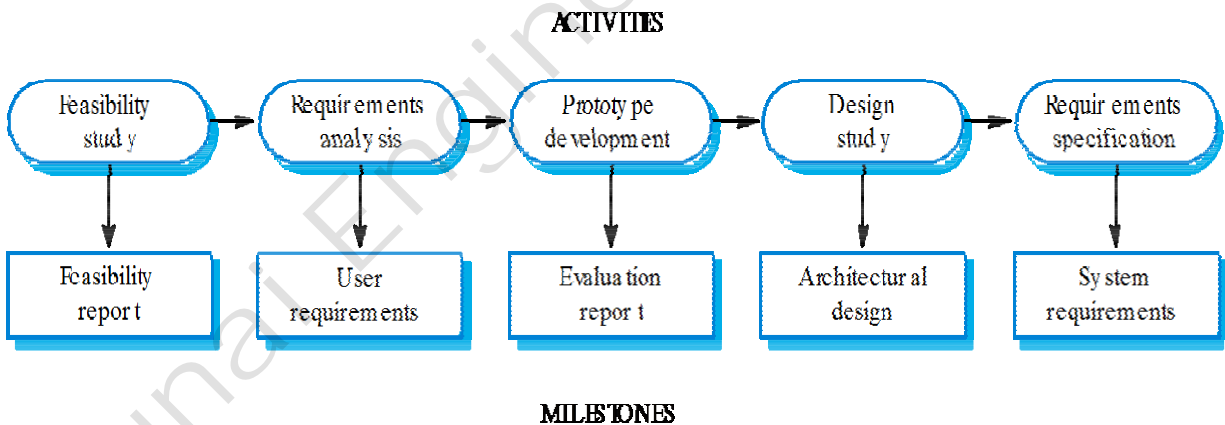 ACTIVITIES
Feasibility
study
Requirements
analysis
Prototype
development
Design
study
Requirements
specification
Feasibility
report
User
requirements
Evaluation
report
Architectural
design
System
requirements
MILESTONES